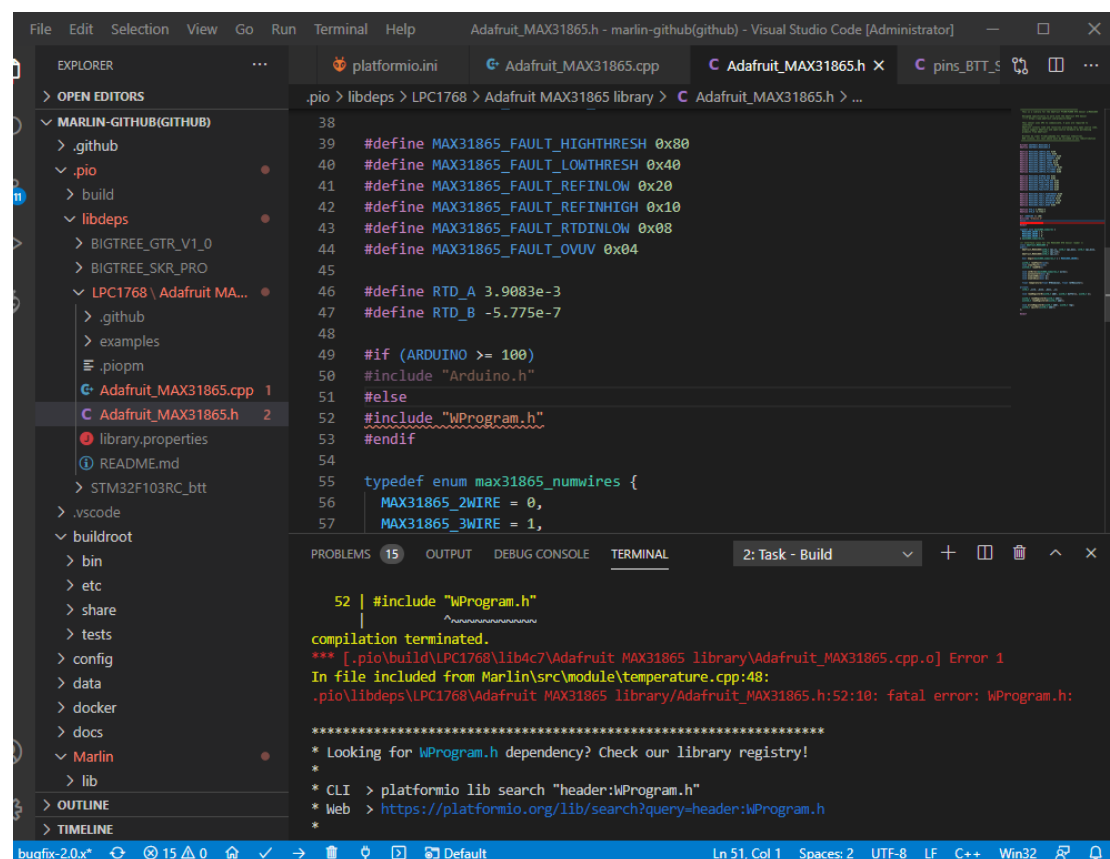 File Edit Selection View Go Run Terminal Help Adafruit_MAX31865.h - marlin-github(github) - Visual Studio Code [Administrator]
EXPLORER
platformio.ini Adafruit_MAX31865.cpp C Adafruit_MAX31865.h C pins_BTT_S
OPEN EDITORS
.pio > libdeps > LPC1768 > Adafruit MAX31865 library > C Adafruit_MAX31865.h > ...
MARLIN-GITHUB(GITHUB)
.github
.pio
build
libdeps
BIGTREE_GTR_V1_0
BIGTREE_SKR_PRO
LPC1768 \ Adafruit MA...
.github
examples
.piopm
Adafruit_MAX31865.cpp 1
C Adafruit_MAX31865.h 2
library.properties
README.md
STM32F103RC_btt
.vscode
buildroot
bin
etc
share
tests
config
data
docker
docs
Marlin
lib
OUTLINE
TIMELINE
11
38
39 #define MAX31865_FAULT_HIGHTHRESH 0x80
40 #define MAX31865_FAULT_LOWTHRESH 0x40
41 #define MAX31865_FAULT_REFINLOW 0x20
42 #define MAX31865_FAULT_REFINHIGH 0x10
43 #define MAX31865_FAULT_RTDINLOW 0x08
44 #define MAX31865_FAULT_OVUV 0x04
45
46 #define RTD_A 3.9083e-3
47 #define RTD_B -5.775e-7
48
49 #if (ARDUINO >= 100)
50 #include "Arduino.h"
51 #else
52 #include "WProgram.h"
53 #endif
54
55 typedef enum max31865_numwires {
56 MAX31865_2WIRE = 0,
57 MAX31865_3WIRE = 1,
PROBLEMS 15 OUTPUT DEBUG CONSOLE TERMINAL 2: Task - Build
52 | #include "WProgram.h"
| ^~~~~~~~~~~~
compilation terminated.
*** [.pio\build\LPC1768\lib4c7\Adafruit MAX31865 library\Adafruit_MAX31865.cpp.o] Error 1
In file included from Marlin\src\module\temperature.cpp:48:
.pio\libdeps\LPC1768\Adafruit MAX31865 library/Adafruit_MAX31865.h:52:10: fatal error: WProgram.h:
*****************************************************************
* Looking for WProgram.h dependency? Check our library registry!
*
* CLI > platformio lib search "header:WProgram.h"
* Web > https://platformio.org/lib/search?query=header:WProgram.h
*
bugfix-2.0.x* 15 0 Default Ln 51, Col 1 Spaces: 2 UTF-8 LF C++ Win32